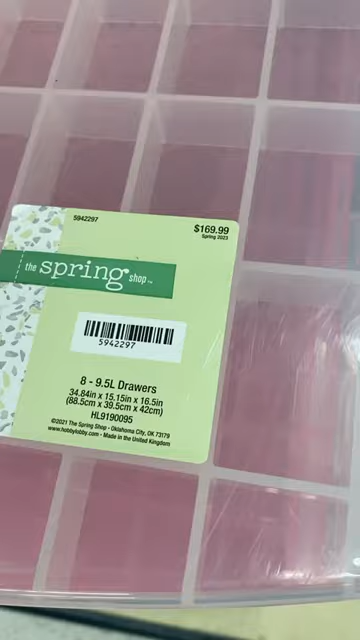 5942297
$169.99
Spring 2023
the spring shop™
5942297
8 - 9.5L Drawers
34.84in x 15.15in x 16.5in
(88.5cm x 39.5cm x 42cm)
HL9190095
©2021 The Spring Shop • Oklahoma City, OK 73179
www.hobbylobby.com • Made in the United Kingdom